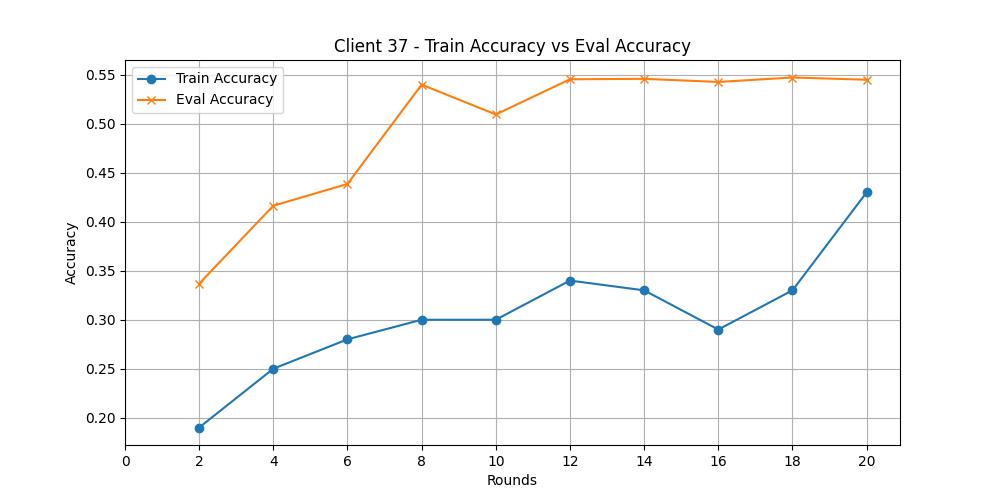 Client 37 - Train Accuracy vs Eval Accuracy
Train Accuracy
Eval Accuracy
0.55
0.50
0.45
0.40
0.35
0.30
0.25
0.20
Accuracy
0 2 4 6 8 10 12 14 16 18 20
Rounds